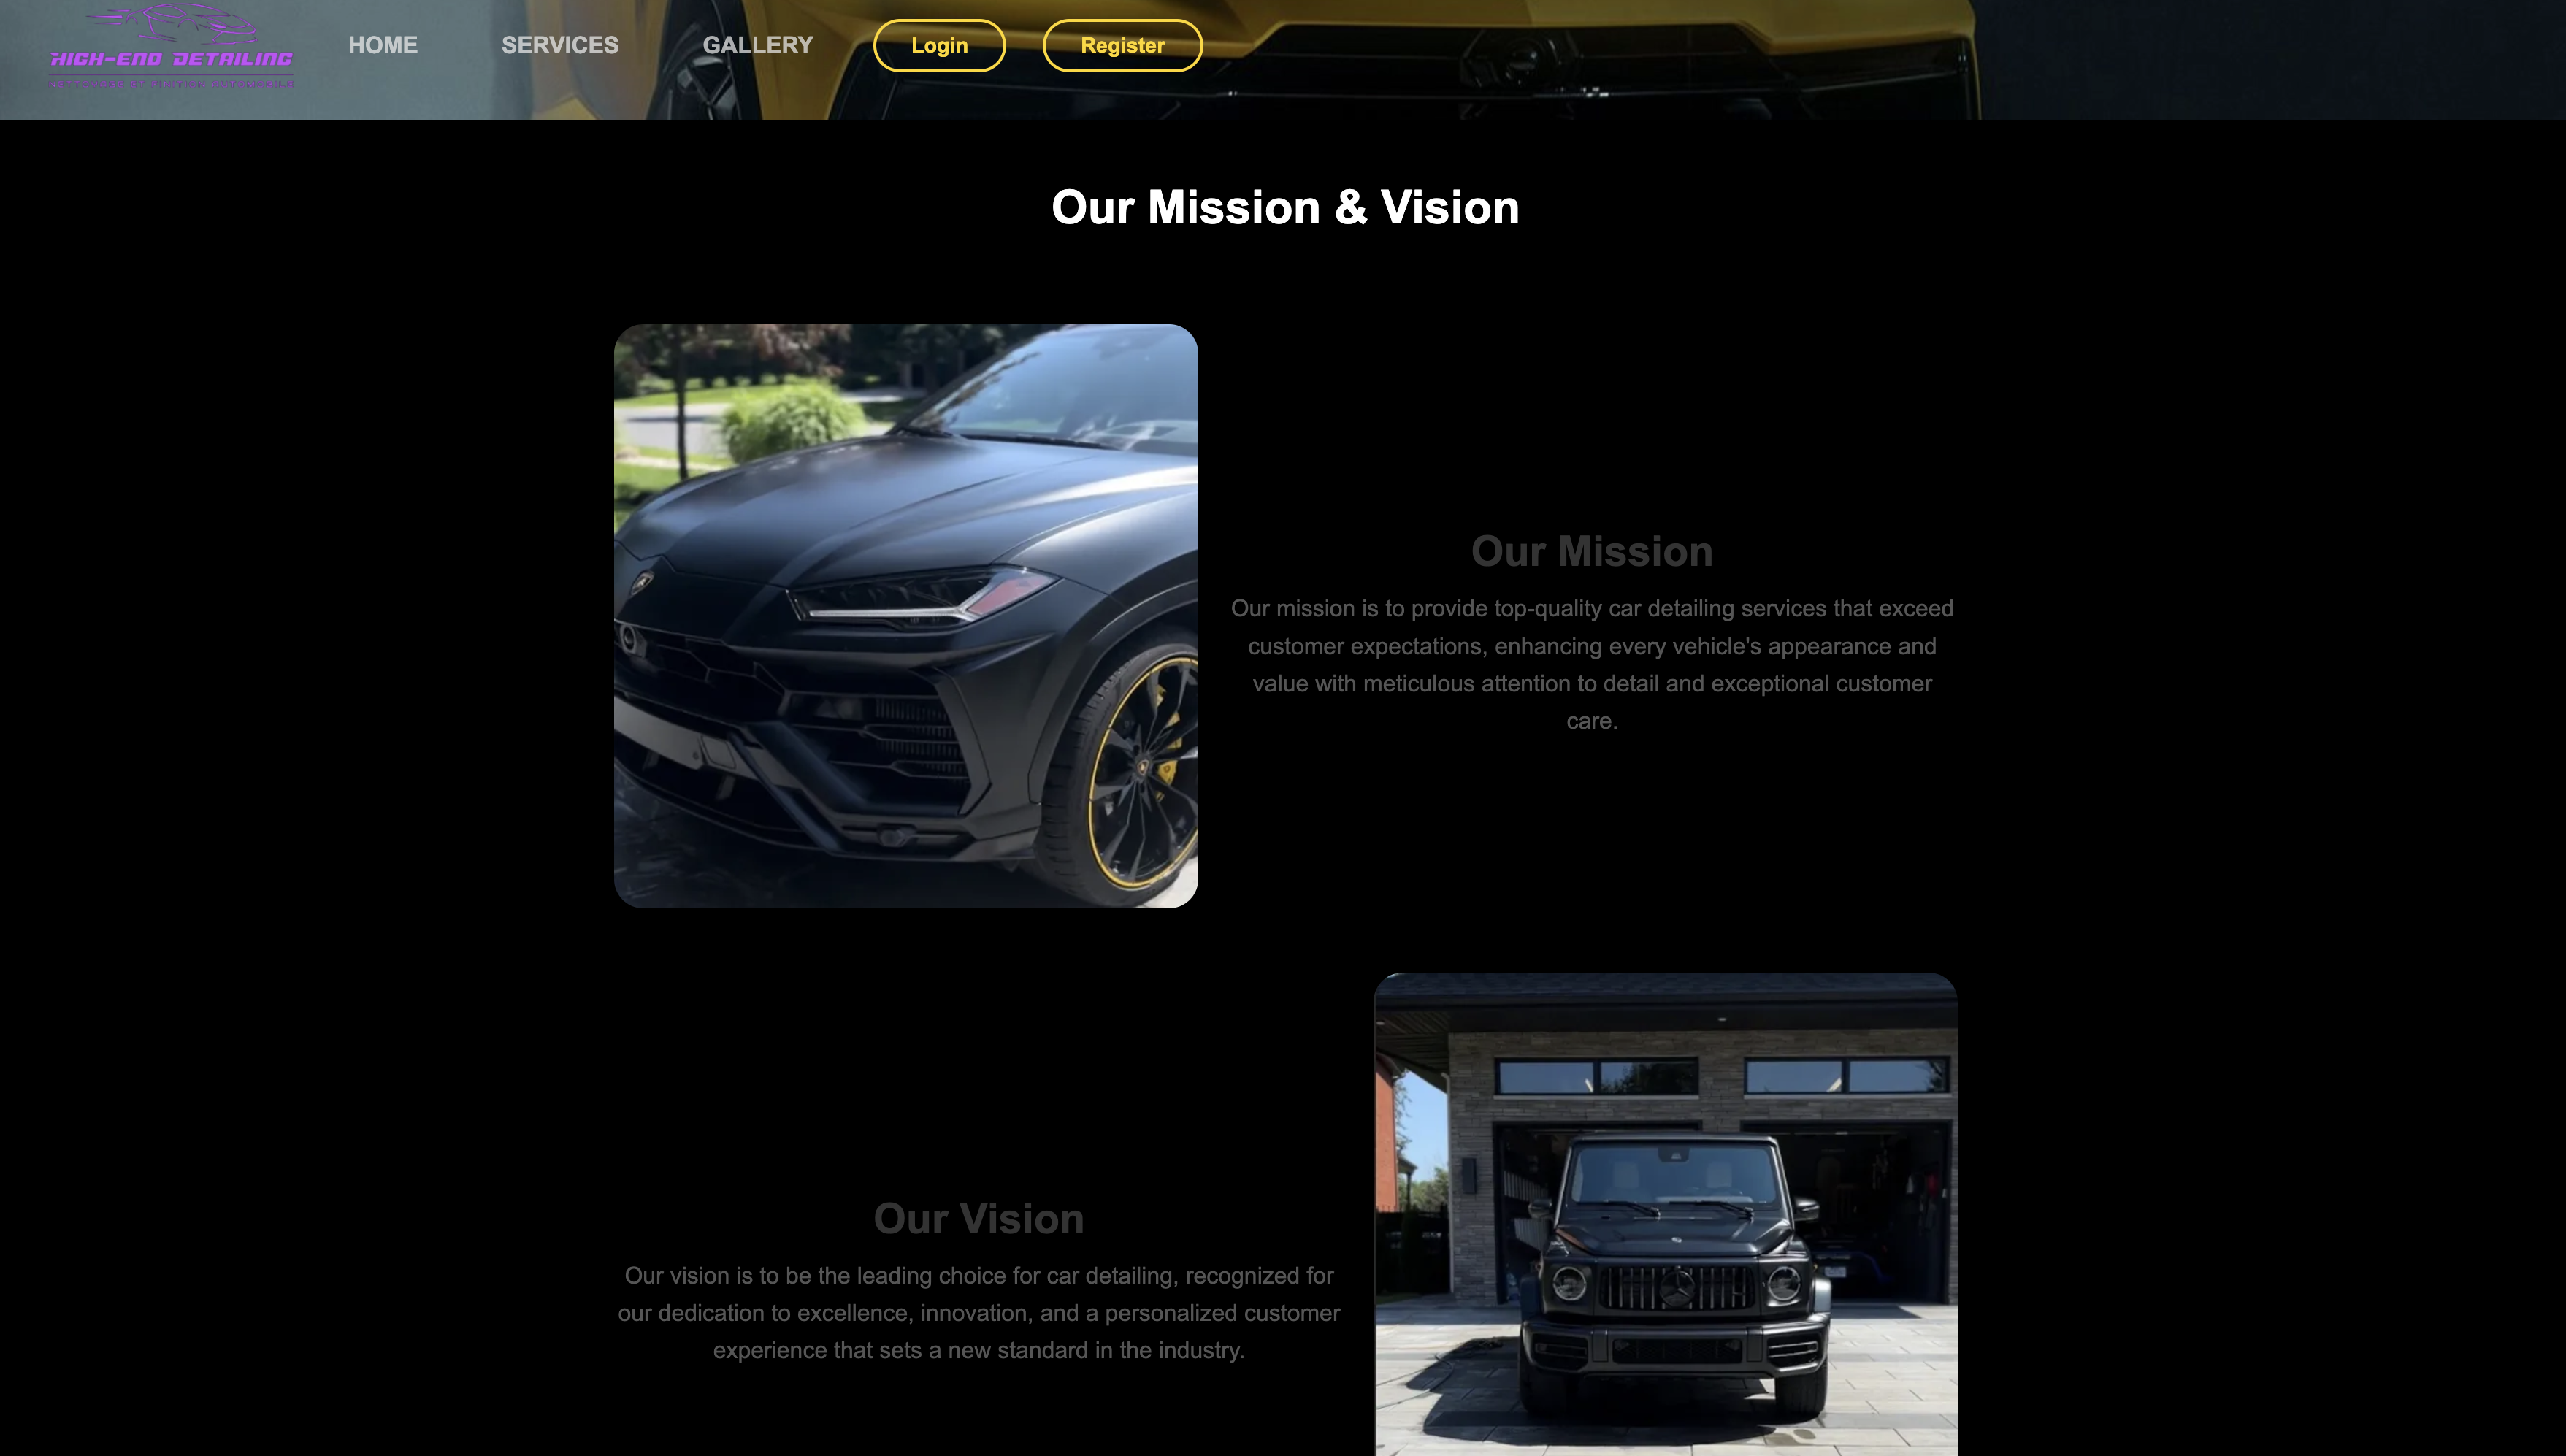 HIGH-END DETAILING
HOME
SERVICES
GALLERY
Login
Register
Our Mission & Vision
Our Mission
Our mission is to provide top-quality car detailing services that exceed
customer expectations, enhancing every vehicle's appearance and
value with meticulous attention to detail and exceptional customer
care.
Our Vision
Our vision is to be the leading choice for car detailing, recognized for
our dedication to excellence, innovation, and a personalized customer
experience that sets a new standard in the industry.